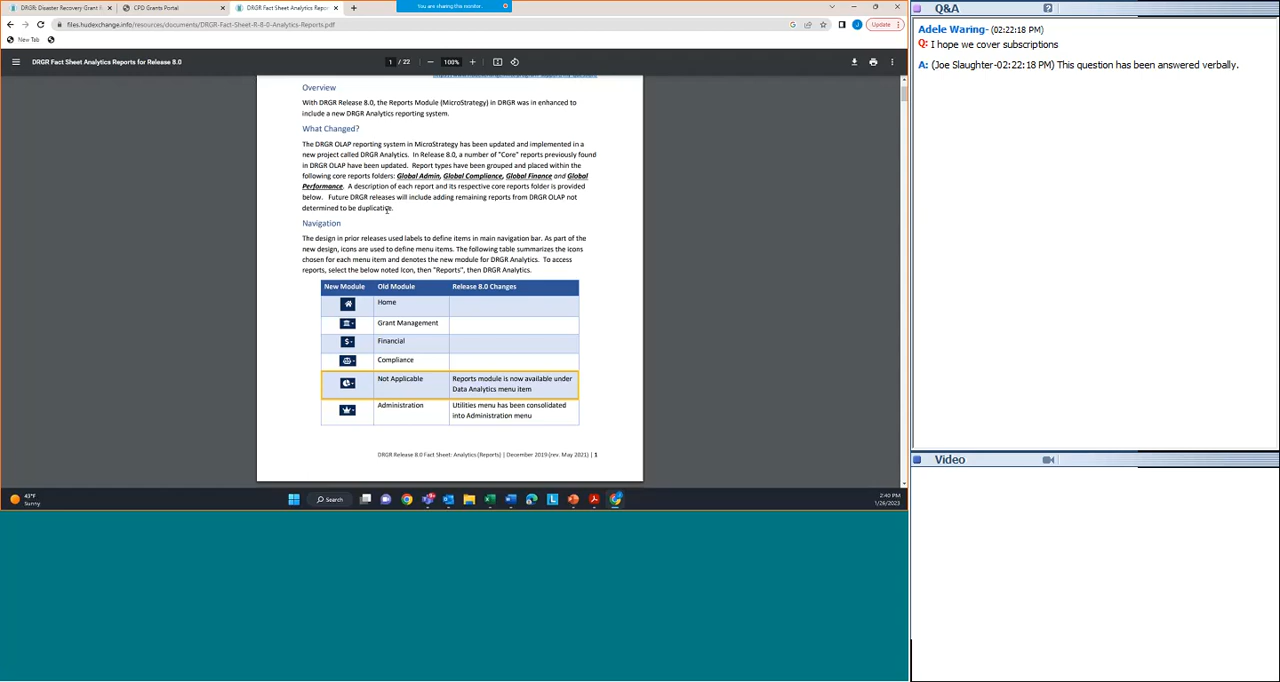 DRGR: Disaster Recovery Grant
CPD Grants Portal
DRGR Fact Sheet Analytics Repor
You are sharing this monitor.
files.hudexchange.info/resources/documents/DRGR-Fact-Sheet-R-8-0-Analytics-Reports.pdf
Update
New Tab
DRGR Fact Sheet Analytics Reports for Release 8.0
1 / 22
100%
Overview
With DRGR Release 8.0, the Reports Module (MicroStrategy) in DRGR was in enhanced to
include a new DRGR Analytics reporting system.
What Changed?
The DRGR OLAP reporting system in MicroStrategy has been updated and implemented in a
new project called DRGR Analytics. In Release 8.0, a number of "Core" reports previously found
in DRGR OLAP have been updated. Report types have been grouped and placed within the
following core reports folders: Global Admin, Global Compliance, Global Finance and Global
Performance. A description of each report and its respective core reports folder is provided
below. Future DRGR releases will include adding remaining reports from DRGR OLAP not
determined to be duplicative.
Navigation
The design in prior releases used labels to define items in main navigation bar. As part of the
new design, icons are used to define menu items. The following table summarizes the icons
chosen for each menu item and denotes the new module for DRGR Analytics. To access
reports, select the below noted Icon, then "Reports", then DRGR Analytics.
New Module Old Module Release 8.0 Changes
Home
Grant Management
Financial
Compliance
Not Applicable Reports module is now available under
Data Analytics menu item
Administration Utilities menu has been consolidated
into Administration menu
DRGR Release 8.0 Fact Sheet: Analytics (Reports) | December 2019 (rev. May 2021) | 1
43°F
Sunny
Search
2:40 PM
1/26/2023
Q&A
Adele Waring- (02:22:18 PM)
Q: I hope we cover subscriptions
A: (Joe Slaughter-02:22:18 PM) This question has been answered verbally.
Video